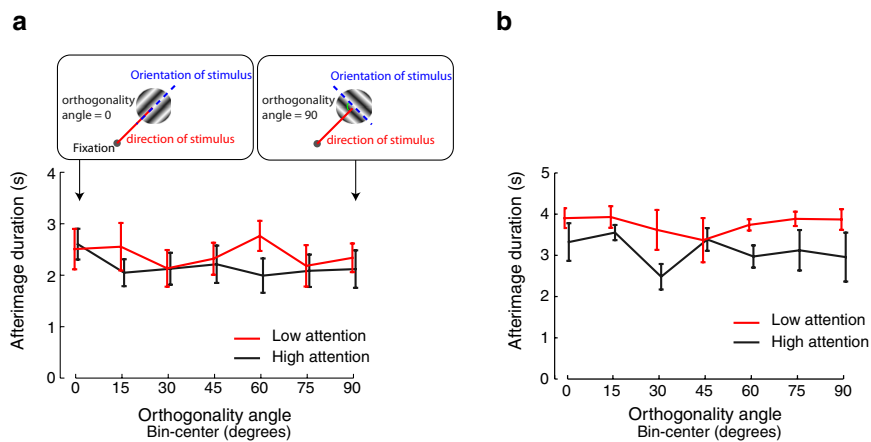 a
Orientation of stimulus
orthogonality
angle = 0
direction of stimulus
Fixation
Orientation of stimulus
orthogonality
angle = 90
direction of stimulus
Afterimage duration (s)
4
3
2
1
0
Low attention
High attention
0 15 30 45 60 75 90
Orthogonality angle
Bin-center (degrees)
b
Afterimage duration (s)
5
4
3
2
1
0
Low attention
High attention
0 15 30 45 60 75 90
Orthogonality angle
Bin-center (degrees)